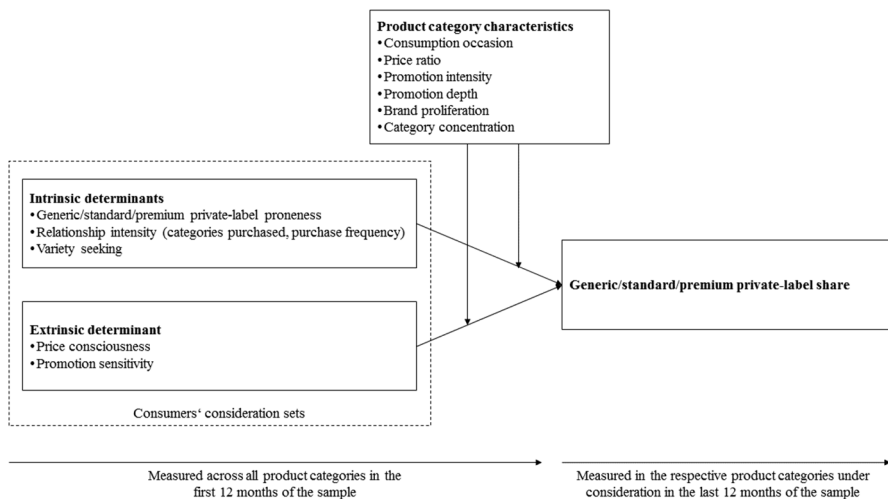 Product category characteristics
•Consumption occasion
•Price ratio
•Promotion intensity
•Promotion depth
•Brand proliferation
•Category concentration
Intrinsic determinants
•Generic/standard/premium private-label proneness
•Relationship intensity (categories purchased, purchase frequency)
•Variety seeking
Generic/standard/premium private-label share
Extrinsic determinant
•Price consciousness
•Promotion sensitivity
Consumers‘ consideration sets
Measured across all product categories in the
first 12 months of the sample
Measured in the respective product categories under
consideration in the last 12 months of the sample